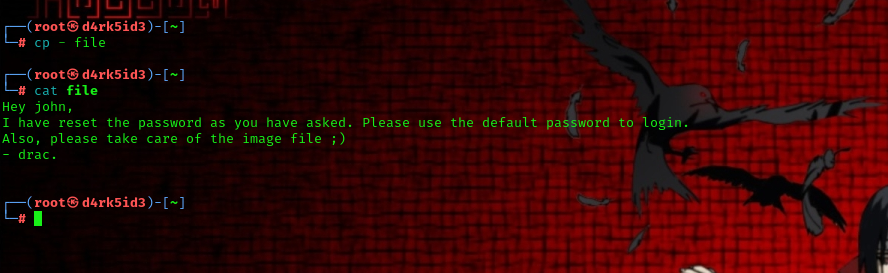 ┌──(root㉿d4rk5id3)-[~]
└─# cp - file
┌──(root㉿d4rk5id3)-[~]
└─# cat file
Hey john,
I have reset the password as you have asked. Please use the default password to login.
Also, please take care of the image file ;)
- drac.
┌──(root㉿d4rk5id3)-[~]
└─#